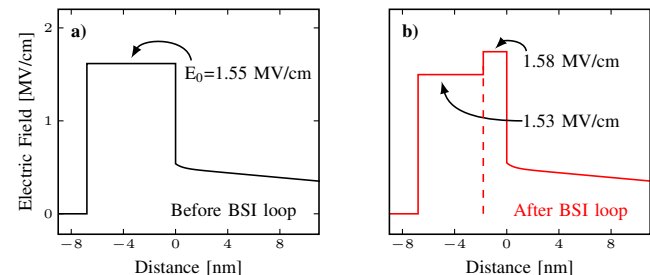 a)
E0=1.55 MV/cm
Before BSI loop
Electric Field [MV/cm]
2
1
0
−8 −4 0 4 8
Distance [nm]
b)
1.58 MV/cm
1.53 MV/cm
After BSI loop
−8 −4 0 4 8
Distance [nm]